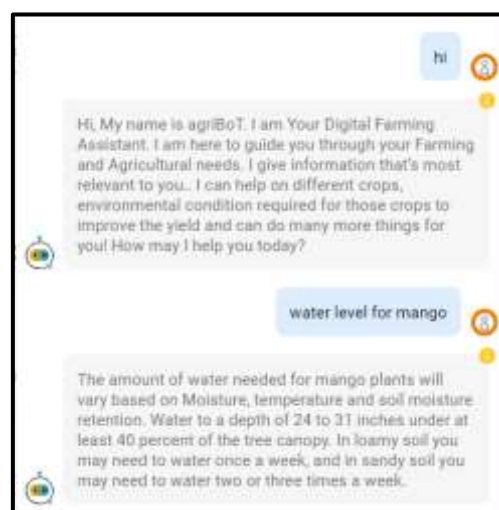 hi
Hi, My name is agriBoT. I am Your Digital Farming
Assistant. I am here to guide you through your Farming
and Agricultural needs. I give information that's most
relevant to you.. I can help on different crops,
environmental condition required for those crops to
improve the yield and can do many more things for
you! How may I help you today?
water level for mango
The amount of water needed for mango plants will
vary based on Moisture, temperature and soil moisture
retention. Water to a depth of 24 to 31 inches under at
least 40 percent of the tree canopy. In loamy soil you
may need to water once a week, and in sandy soil you
may need to water two or three times a week.